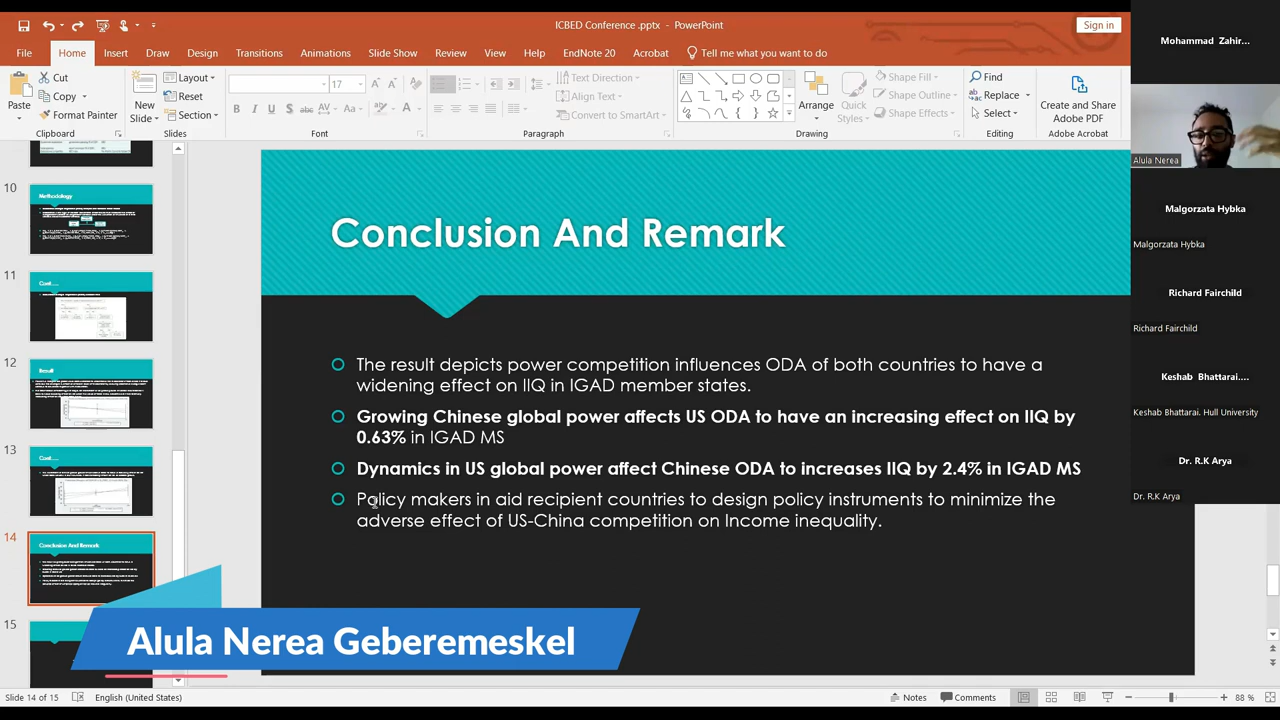 ICBED Conference .pptx - PowerPoint
Sign in
File Home Insert Draw Design Transitions Animations Slide Show Review View Help EndNote 20 Acrobat Tell me what you want to do
Paste
Cut
Copy
Format Painter
Clipboard
New Slide
Layout
Reset
Section
Slides
17
Font
Text Direction
Align Text
Convert to SmartArt
Paragraph
Arrange
Quick Styles
Shape Fill
Shape Outline
Shape Effects
Drawing
Find
Replace
Select
Editing
Create and Share
Adobe PDF
Adobe Acrobat
10
Methodology
11
Cont.....
12
Result
13
Cont.....
14
Conclusion And Remark
15
Conclusion And Remark
The result depicts power competition influences ODA of both countries to have a
widening effect on IIQ in IGAD member states.
Growing Chinese global power affects US ODA to have an increasing effect on IIQ by
0.63% in IGAD MS
Dynamics in US global power affect Chinese ODA to increases IIQ by 2.4% in IGAD MS
Policy makers in aid recipient countries to design policy instruments to minimize the
adverse effect of US-China competition on Income inequality.
Alula Nerea Geberemeskel
Mohammad Zahir...
Alula Nerea
Malgorzata Hybka
Malgorzata Hybka
Richard Fairchild
Richard Fairchild
Keshab Bhattarai....
Keshab Bhattarai. Hull University
Dr. R.K Arya
Dr. R.K Arya
Slide 14 of 15
English (United States)
Notes
Comments
88 %